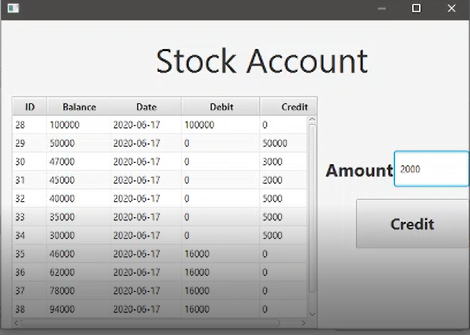 Stock Account
ID Balance Date Debit Credit
28 100000 2020-06-17 100000 0
29 50000 2020-06-17 0 50000
30 47000 2020-06-17 0 3000
31 45000 2020-06-17 0 2000
32 40000 2020-06-17 0 5000
33 35000 2020-06-17 0 5000
34 30000 2020-06-17 0 5000
35 46000 2020-06-17 16000 0
36 62000 2020-06-17 16000 0
37 78000 2020-06-17 16000 0
38 94000 2020-06-17 16000 0
Amount 2000
Credit